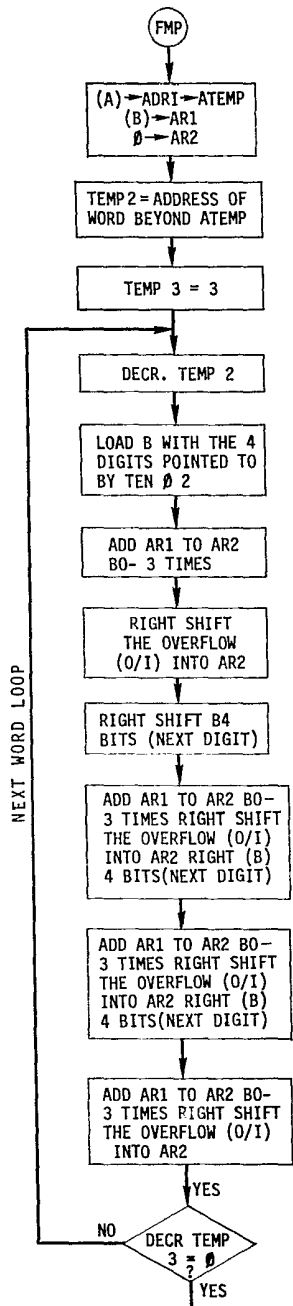 FMP
(A)→ADRI→ATEMP
(B)→AR1
Ø→AR2
TEMP2=ADDRESS OF
WORD BEYOND ATEMP
TEMP 3 = 3
DECR. TEMP 2
LOAD B WITH THE 4
DIGITS POINTED TO
BY TEN Ø 2
ADD AR1 TO AR2
BO- 3 TIMES
RIGHT SHIFT
THE OVERFLOW
(O/I) INTO AR2
RIGHT SHIFT B4
BITS (NEXT DIGIT)
NEXT WORD LOOP
ADD AR1 TO AR2 BO-
3 TIMES RIGHT SHIFT
THE OVERFLOW (O/I)
INTO AR2 RIGHT (B)
4 BITS(NEXT DIGIT)
ADD AR1 TO AR2 BO-
3 TIMES RIGHT SHIFT
THE OVERFLOW (O/I)
INTO AR2 RIGHT (B)
4 BITS(NEXT DIGIT)
ADD AR1 TO AR2 BO-
3 TIMES RIGHT SHIFT
THE OVERFLOW (O/I)
INTO AR2
YES
NO
DECR TEMP
3 = Ø
?
YES